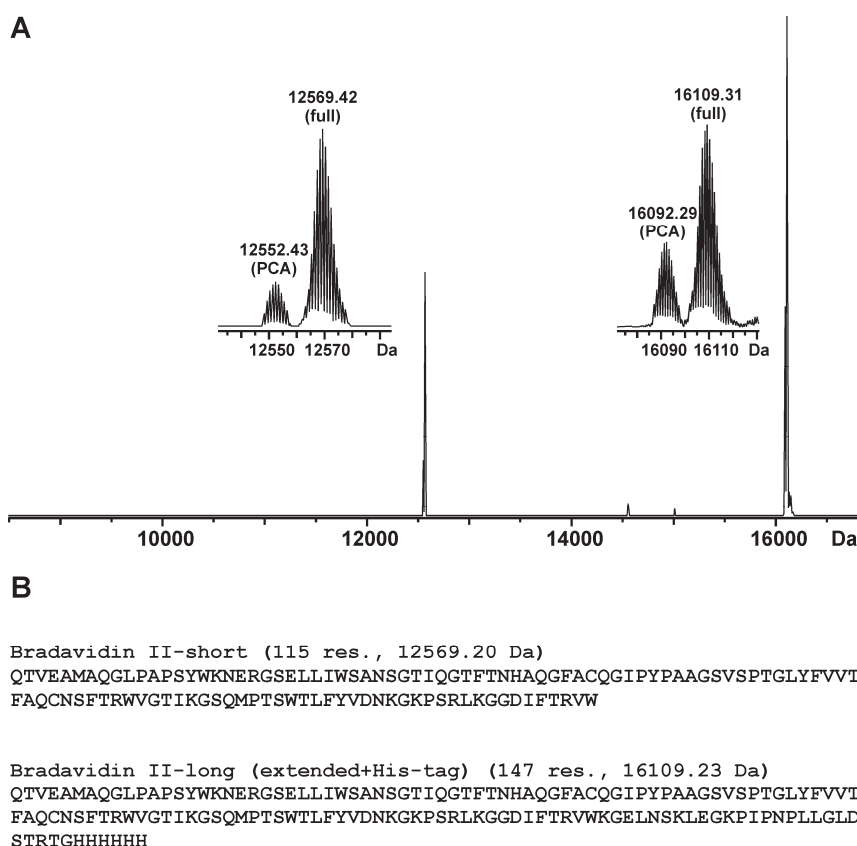 A
12569.42
(full)
12552.43
(PCA)
12550 12570 Da
16109.31
(full)
16092.29
(PCA)
16090 16110 Da
10000 12000 14000 16000 Da
B
Bradavidin II-short (115 res., 12569.20 Da)
QTVEAMAQGLPAPSYWKNERGSELLIWSANSGTIQGTFTNHAQGFACQGIPYPAAGSVSPTGLYFVVT
FAQCNSFTRWVGTIKGSQMPTSWTLFYVDNKGKPSRLKGGDIFTRVW
Bradavidin II-long (extended+His-tag) (147 res., 16109.23 Da)
QTVEAMAQGLPAPSYWKNERGSELLIWSANSGTIQGTFTNHAQGFACQGIPYPAAGSVSPTGLYFVVT
FAQCNSFTRWVGTIKGSQMPTSWTLFYVDNKGKPSRLKGGDIFTRVWKGELNSKLEGKPIPNPLLGLD
STRTGHHHHHH